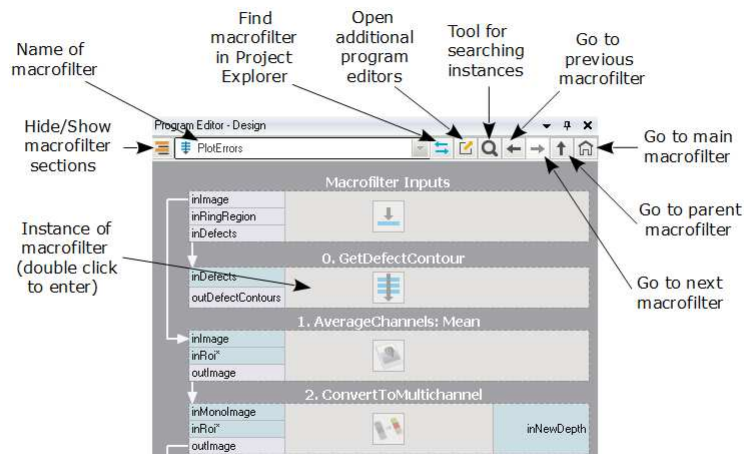 Name of
macrofilter
Find
macrofilter
in Project
Explorer
Open
additional
program
editors
Tool for
searching
instances
Go to
previous
macrofilter
Hide/Show
macrofilter
sections
Go to main
macrofilter
Go to parent
macrofilter
Go to next
macrofilter
Instance of
macrofilter
(double click
to enter)
Program Editor - Design
PlotErrors
Macrofilter Inputs
inImage
inRingRegion
inDefects
0. GetDefectContour
inDefects
outDefectContours
1. AverageChannels: Mean
inImage
inRoi*
outImage
2. ConvertToMultichannel
inMonoImage
inRoi*
outImage
inNewDepth